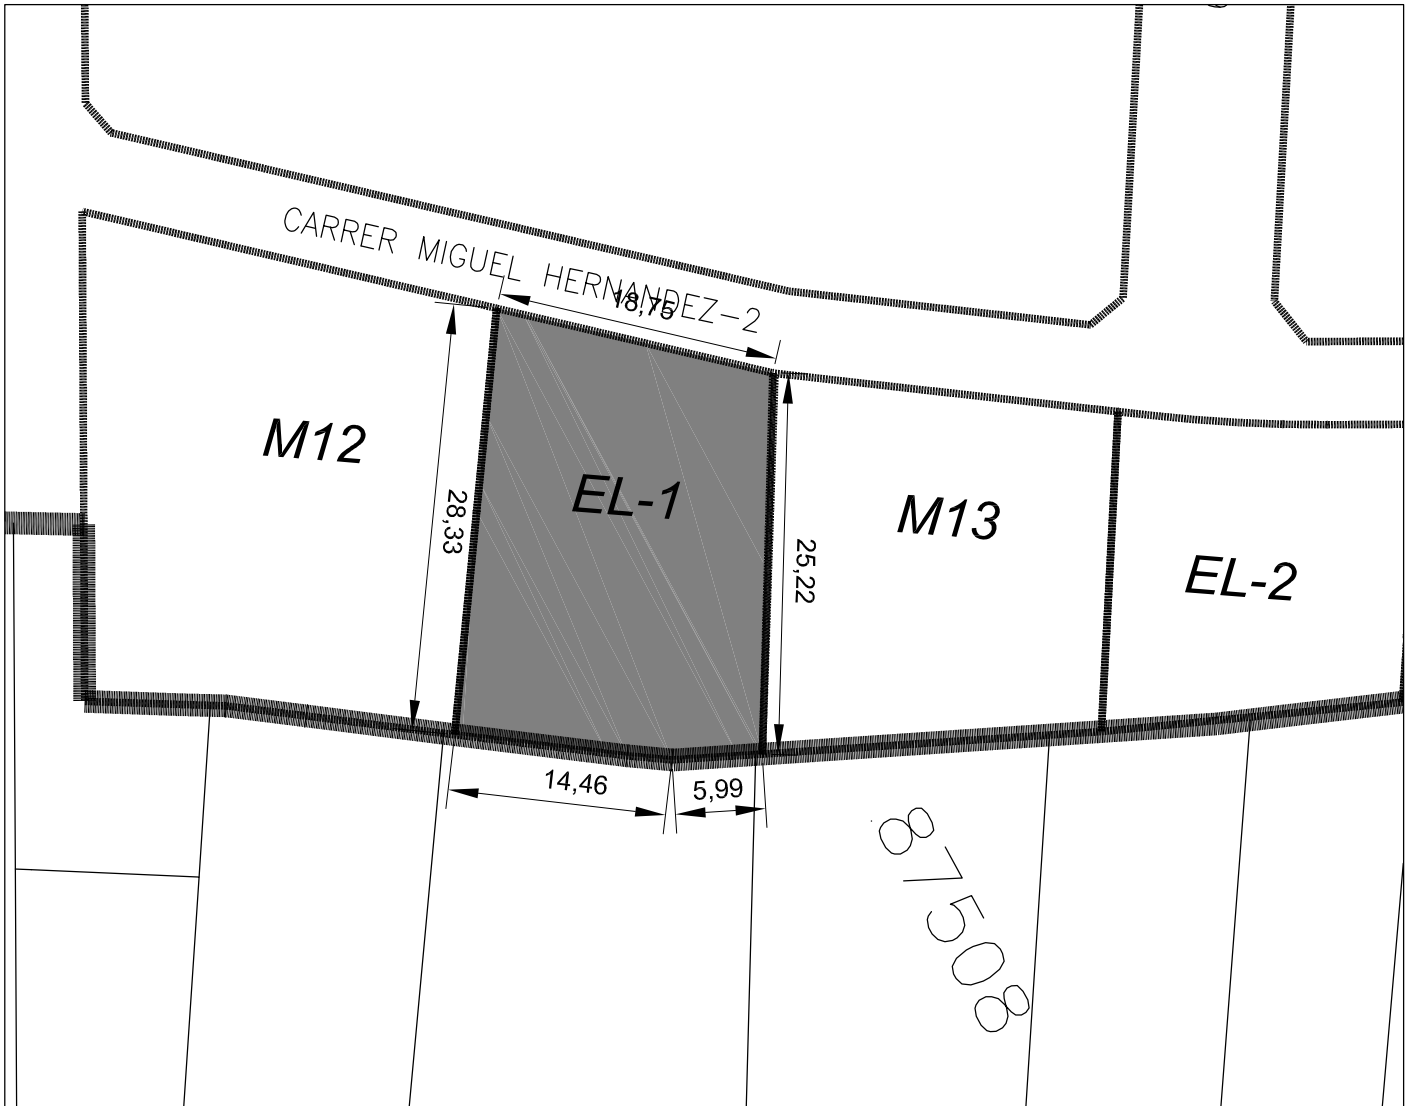 CARRER MIGUEL HERNANDEZ-2
18,75
M12
28,33
EL-1
25,22
M13
EL-2
14,46
5,99
87508